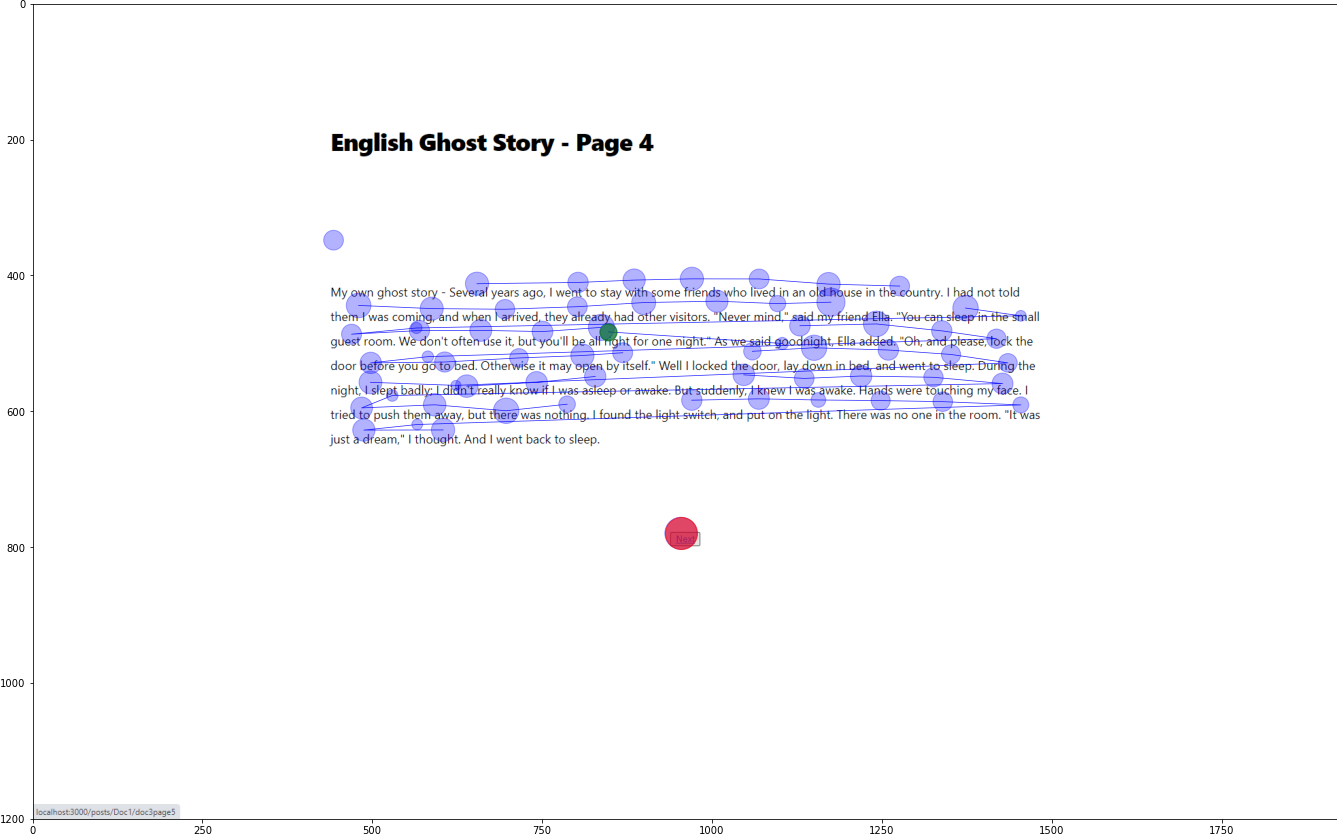 0
200
English Ghost Story - Page 4
400
My own ghost story - Several years ago, I went to stay with some friends who lived in an old house in the country. I had not told
them I was coming, and when I arrived, they already had other visitors. "Never mind," said my friend Ella. "You can sleep in the small
guest room. We don't often use it, but you'll be all right for one night." As we said goodnight, Ella added. "Oh, and please, lock the
door before you go to bed. Otherwise it may open by itself." Well I locked the door, lay down in bed, and went to sleep. During the
night, I slept badly; I didn't really know if I was asleep or awake. But suddenly, I knew I was awake. Hands were touching my face. I
600
tried to push them away, but there was nothing. I found the light switch, and put on the light. There was no one in the room. "It was
just a dream," I thought. And I went back to sleep.
Next
800
1000
localhost:3000/posts/Doc1/doc3page5
1200
0 250 500 750 1000 1250 1500 1750